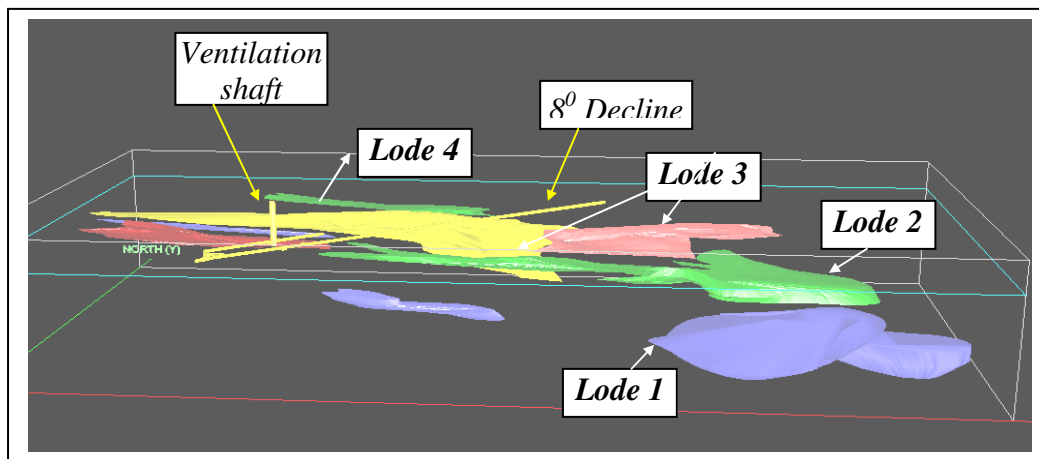 Ventilation
shaft
8⁰ Decline
Lode 4
Lode 3
Lode 2
NORTH (Y)
Lode 1